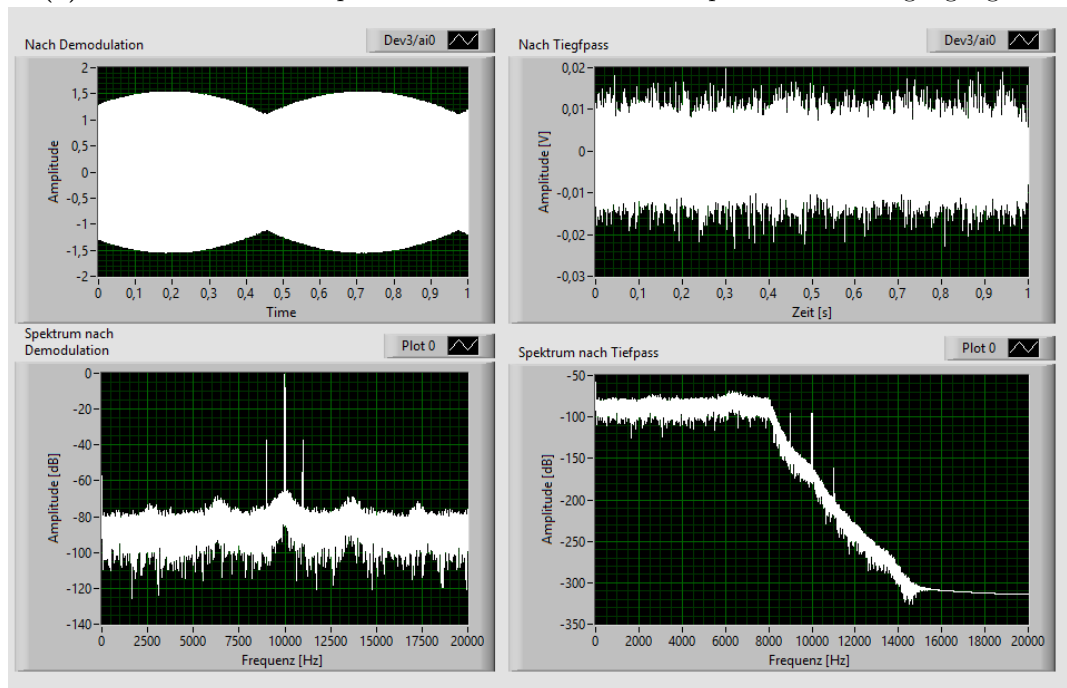 Nach Demodulation
Dev3/ai0
2
1,5
1
0,5
0
-0,5
-1
-1,5
-2
Amplitude
0 0,1 0,2 0,3 0,4 0,5 0,6 0,7 0,8 0,9 1
Time
Nach Tiegfpass
Dev3/ai0
0,02
0,01
0
-0,01
-0,02
-0,03
Amplitude [V]
0 0,1 0,2 0,3 0,4 0,5 0,6 0,7 0,8 0,9 1
Zeit [s]
Spektrum nach
Demodulation
Plot 0
0
-20
-40
-60
-80
-100
-120
-140
Amplitude [dB]
0 2500 5000 7500 10000 12500 15000 17500 20000
Frequenz [Hz]
Spektrum nach Tiefpass
Plot 0
-50
-100
-150
-200
-250
-300
-350
Amplitude [dB]
0 2000 4000 6000 8000 10000 12000 14000 16000 18000 20000
Frequenz [Hz]